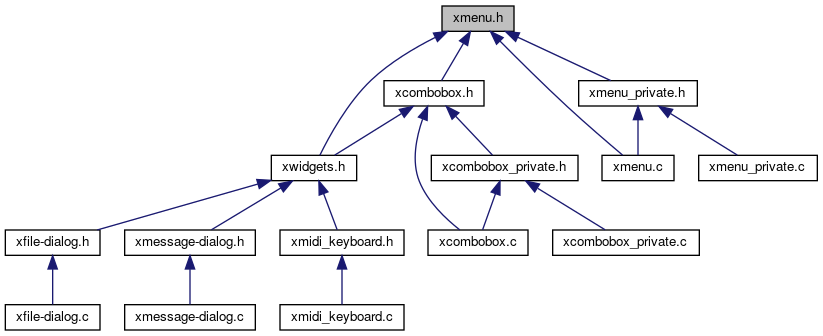 xmenu.h
xcombobox.h
xmenu_private.h
xwidgets.h
xcombobox_private.h
xmenu.c
xmenu_private.c
xfile-dialog.h
xmessage-dialog.h
xmidi_keyboard.h
xcombobox.c
xcombobox_private.c
xfile-dialog.c
xmessage-dialog.c
xmidi_keyboard.c